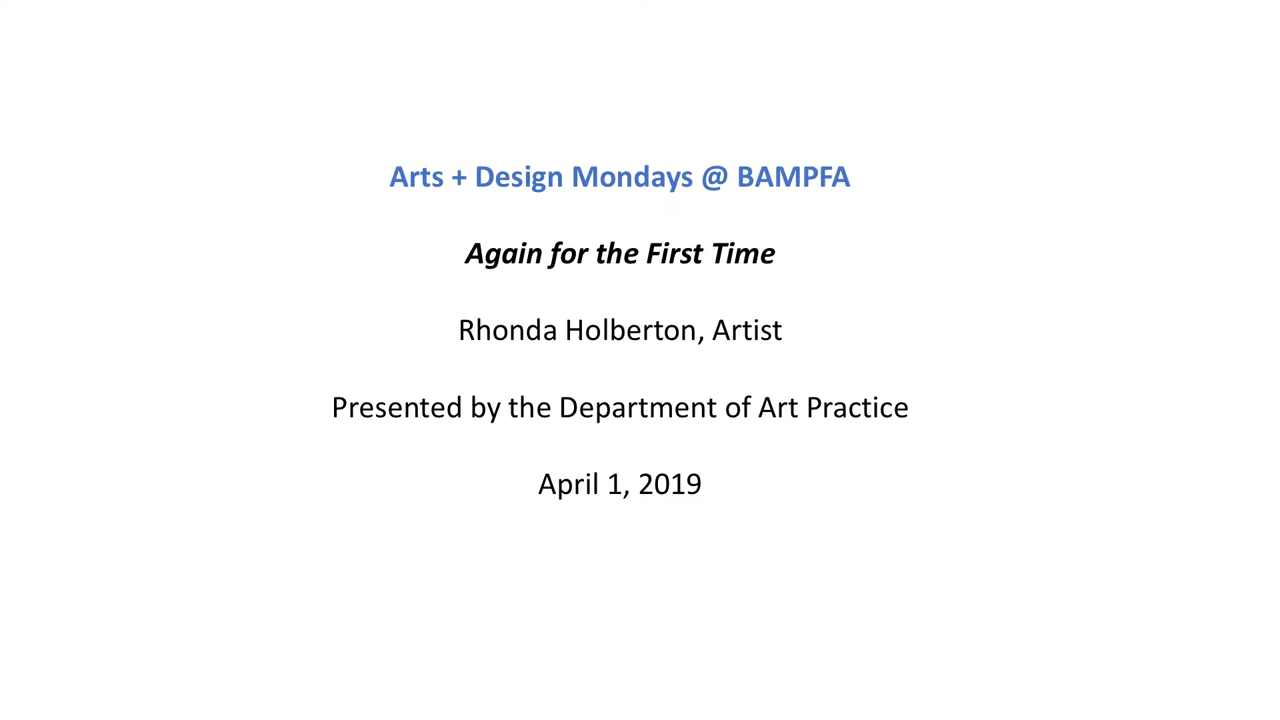 Arts + Design Mondays @ BAMPFA
Again for the First Time
Rhonda Holberton, Artist
Presented by the Department of Art Practice
April 1, 2019